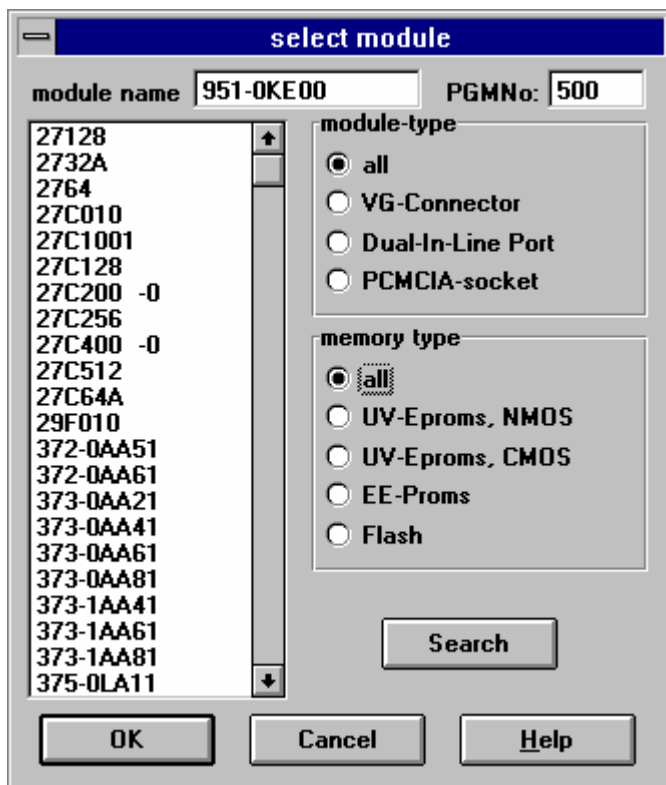 select module
module name 951-0KE00 PGMNo: 500
27128
2732A
2764
27C010
27C1001
27C128
27C200 -0
27C256
27C400 -0
27C512
27C64A
29F010
372-0AA51
372-0AA61
373-0AA21
373-0AA41
373-0AA61
373-0AA81
373-1AA41
373-1AA61
373-1AA81
375-0LA11
module-type
all
VG-Connector
Dual-In-Line Port
PCMCIA-socket
memory type
all
UV-Eproms, NMOS
UV-Eproms, CMOS
EE-Proms
Flash
Search
OK Cancel Help